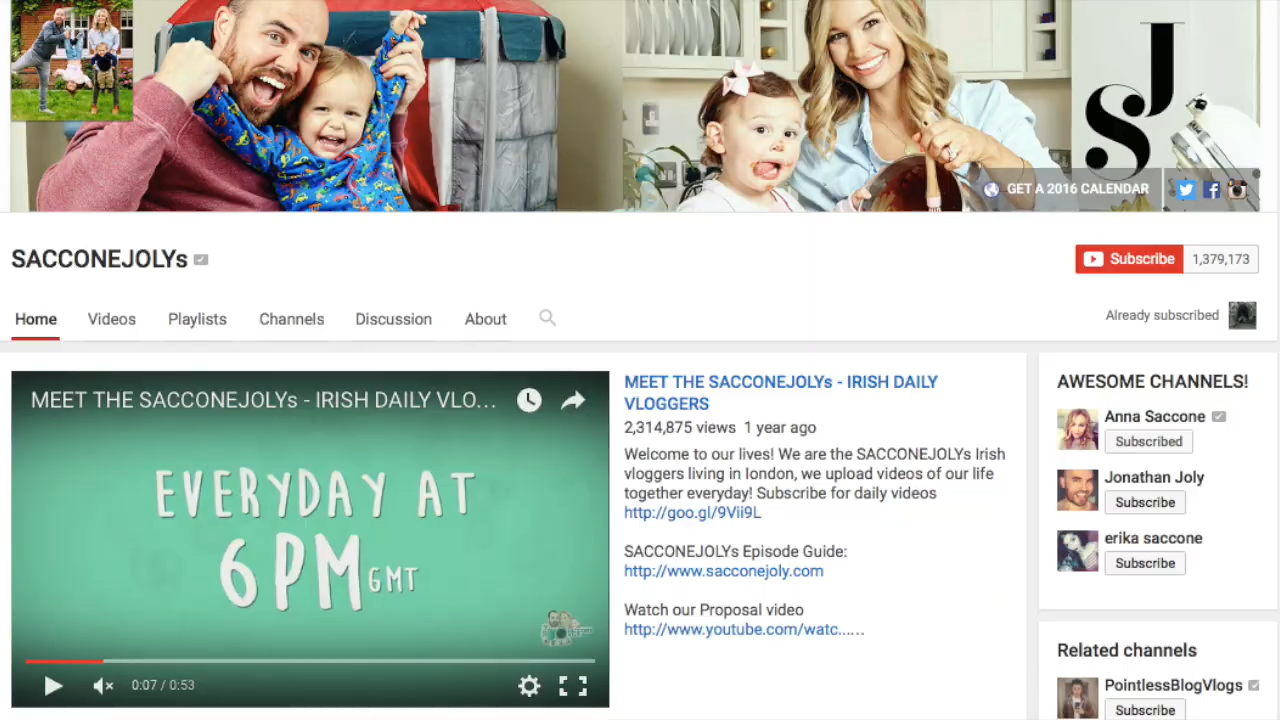 SJ
GET A 2016 CALENDAR
SACCONEJOLYs
Subscribe 1,379,173
Home Videos Playlists Channels Discussion About
Already subscribed
MEET THE SACCONEJOLYs - IRISH DAILY VLO...
EVERYDAY AT
6PM GMT
0:07 / 0:53
MEET THE SACCONEJOLYs - IRISH DAILY
VLOGGERS
2,314,875 views 1 year ago
Welcome to our lives! We are the SACCONEJOLYs Irish
vloggers living in london, we upload videos of our life
together everyday! Subscribe for daily videos
http://goo.gl/9Vii9L
SACCONEJOLYs Episode Guide:
http://www.sacconejoly.com
Watch our Proposal video
http://www.youtube.com/watc...…
AWESOME CHANNELS!
Anna Saccone
Subscribed
Jonathan Joly
Subscribe
erika saccone
Subscribe
Related channels
PointlessBlogVlogs
Subscribe